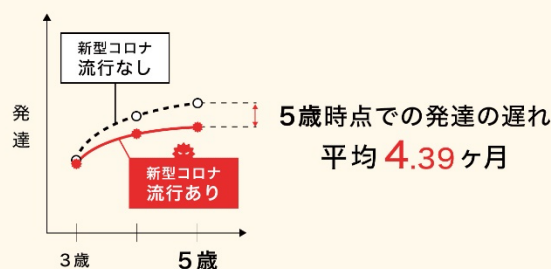 新型コロナ
流行なし
発
達
5歳時点での発達の遅れ
平均4.39ヶ月
新型コロナ
流行あり
3歳
5歳